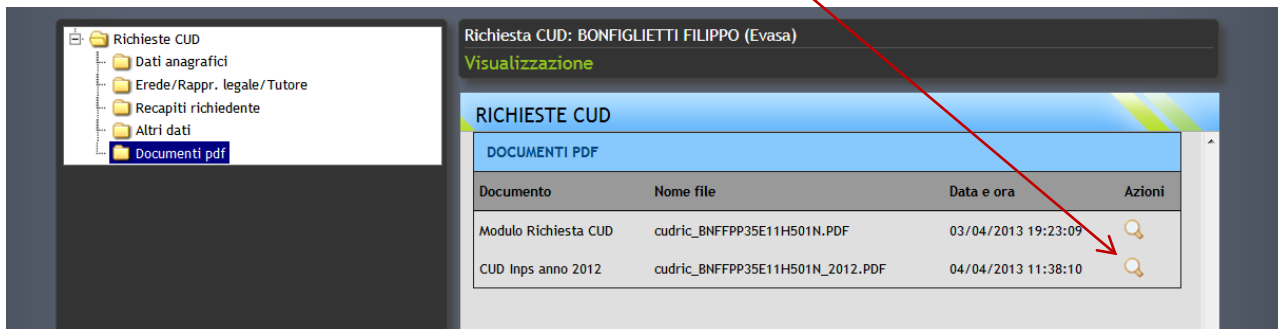 Richieste CUD
Dati anagrafici
Erede/Rappr. legale/Tutore
Recapiti richiedente
Altri dati
Documenti pdf
Richiesta CUD: BONFIGLIETTI FILIPPO (Evasa)
Visualizzazione
RICHIESTE CUD
DOCUMENTI PDF
Documento Nome file Data e ora Azioni
Modulo Richiesta CUD cudric_BNFFPP35E11H501N.PDF 03/04/2013 19:23:09
CUD Inps anno 2012 cudric_BNFFPP35E11H501N_2012.PDF 04/04/2013 11:38:10